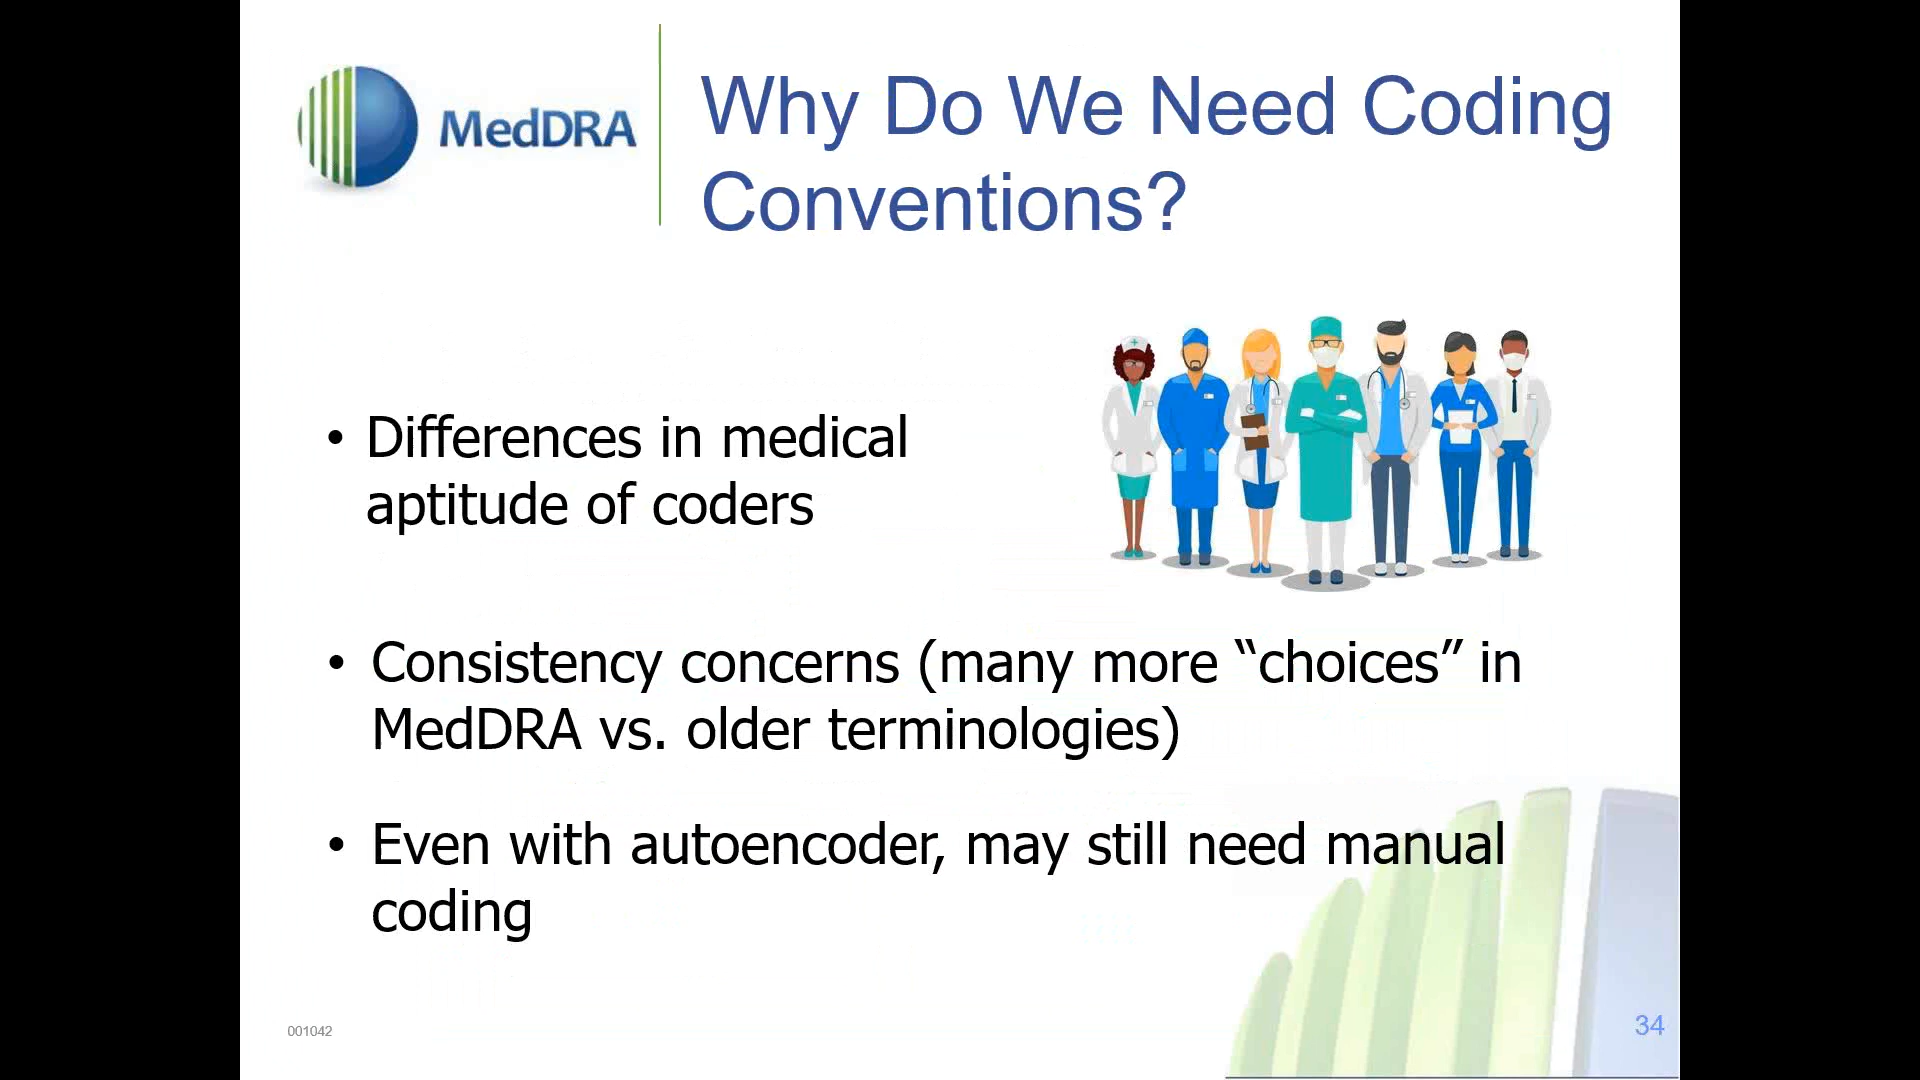 MedDRA
Why Do We Need Coding
Conventions?
• Differences in medical
aptitude of coders
• Consistency concerns (many more “choices” in
MedDRA vs. older terminologies)
• Even with autoencoder, may still need manual
coding
001042
34